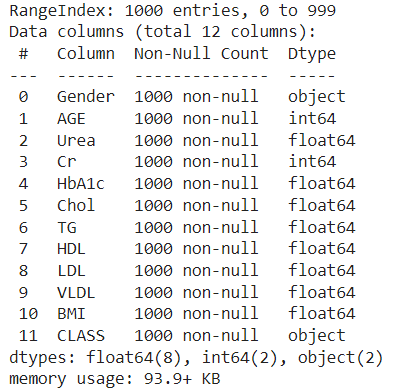 RangeIndex: 1000 entries, 0 to 999
Data columns (total 12 columns):
 #   Column  Non-Null Count  Dtype
---  ------  --------------  -----
 0   Gender  1000 non-null   object
 1   AGE     1000 non-null   int64
 2   Urea    1000 non-null   float64
 3   Cr      1000 non-null   int64
 4   HbA1c   1000 non-null   float64
 5   Chol    1000 non-null   float64
 6   TG      1000 non-null   float64
 7   HDL     1000 non-null   float64
 8   LDL     1000 non-null   float64
 9   VLDL    1000 non-null   float64
 10  BMI     1000 non-null   float64
 11  CLASS   1000 non-null   object
dtypes: float64(8), int64(2), object(2)
memory usage: 93.9+ KB